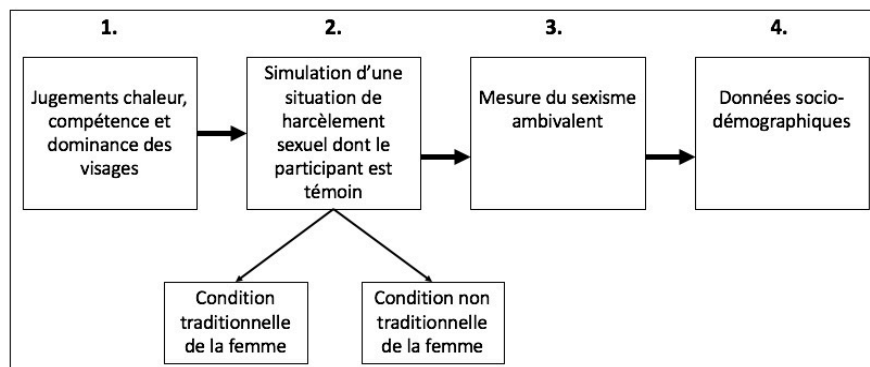 1.
Jugements chaleur,
compétence et
dominance des
visages
2.
Simulation d'une
situation de
harcèlement
sexuel dont le
participant est
témoin
3.
Mesure du sexisme
ambivalent
4.
Données socio-
démographiques
Condition
traditionnelle
de la femme
Condition non
traditionnelle
de la femme